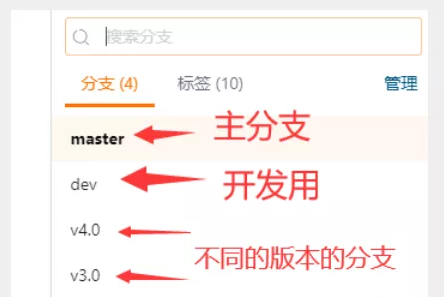 搜索分支
分支 (4) 标签 (10) 管理
master 主分支
dev 开发用
v4.0
不同的版本的分支
v3.0